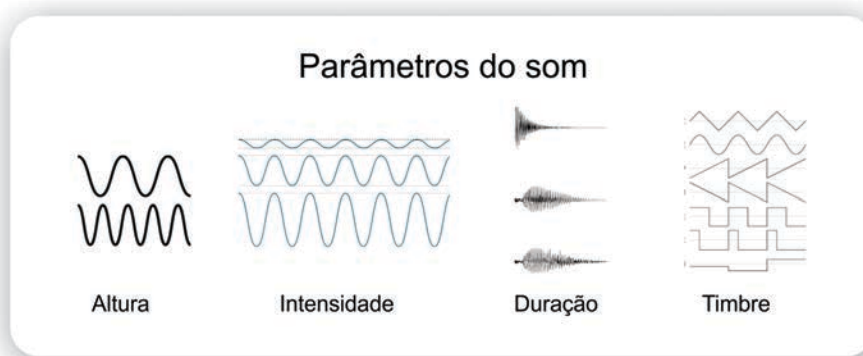 Parâmetros do som
Altura
Intensidade
Duração
Timbre